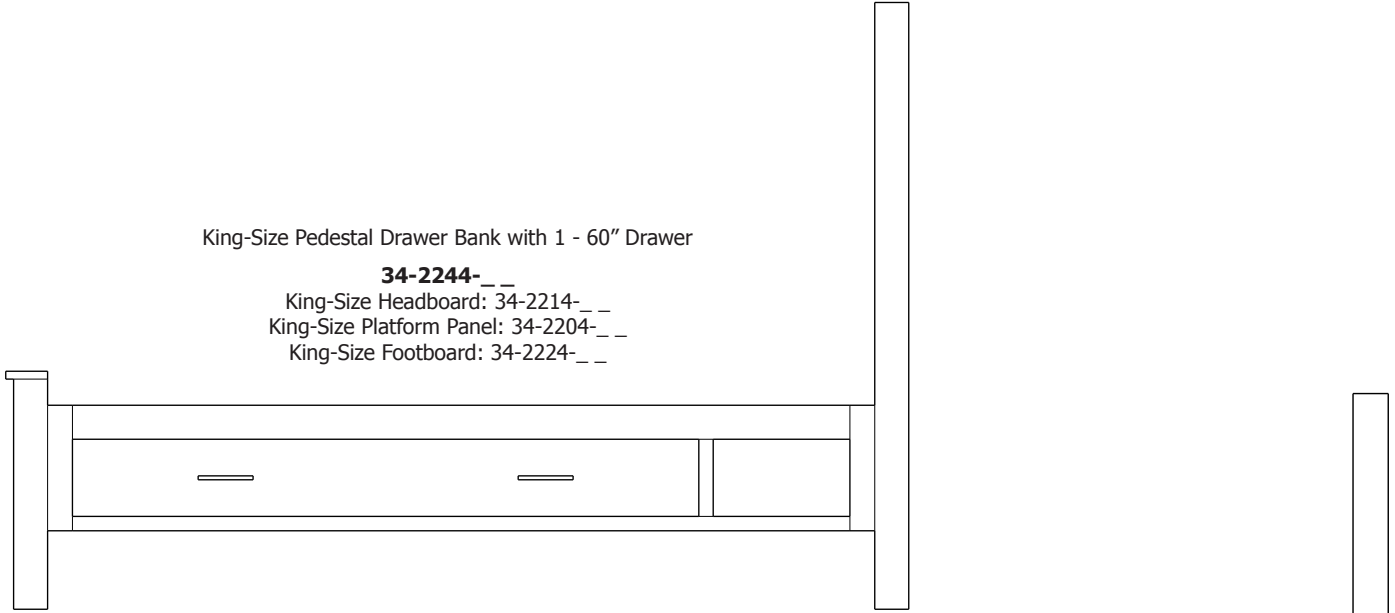 King-Size Pedestal Drawer Bank with 1 - 60” Drawer
34-2244-_ _
King-Size Headboard: 34-2214-_ _
King-Size Platform Panel: 34-2204-_ _
King-Size Footboard: 34-2224-_ _